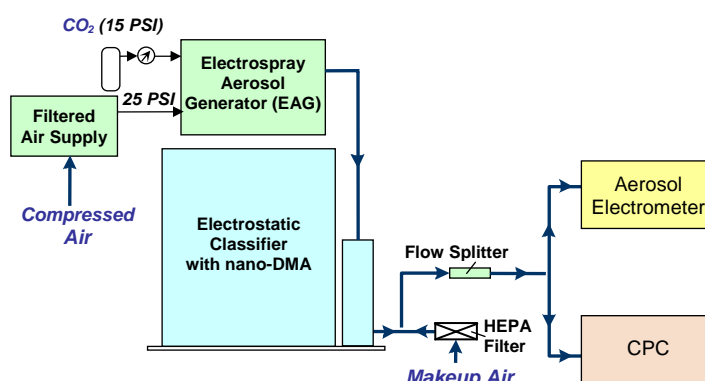 CO2 (15 PSI)
Electrospray
Aerosol
Generator (EAG)
25 PSI
Filtered
Air Supply
Compressed
Air
Electrostatic
Classifier
with nano-DMA
Flow Splitter
HEPA
Filter
Makeup Air
Aerosol
Electrometer
CPC